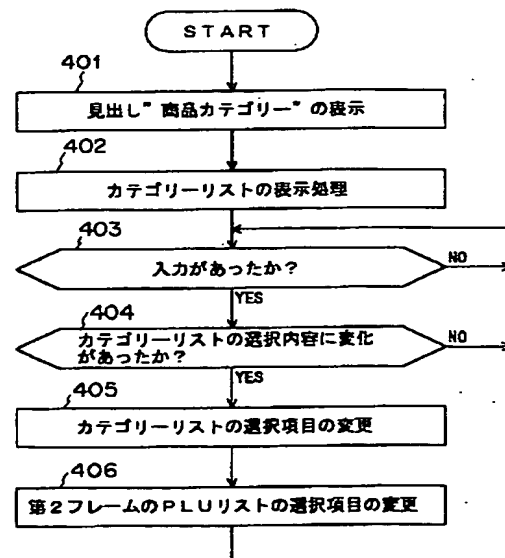 START
401
見出し”商品カテゴリー”の表示
402
カテゴリーリストの表示処理
403
入力があったか？
NO
YES
404
カテゴリーリストの選択内容に変化
があったか？
NO
YES
405
カテゴリーリストの選択項目の変更
406
第２フレームのＰＬＵリストの選択項目の変更